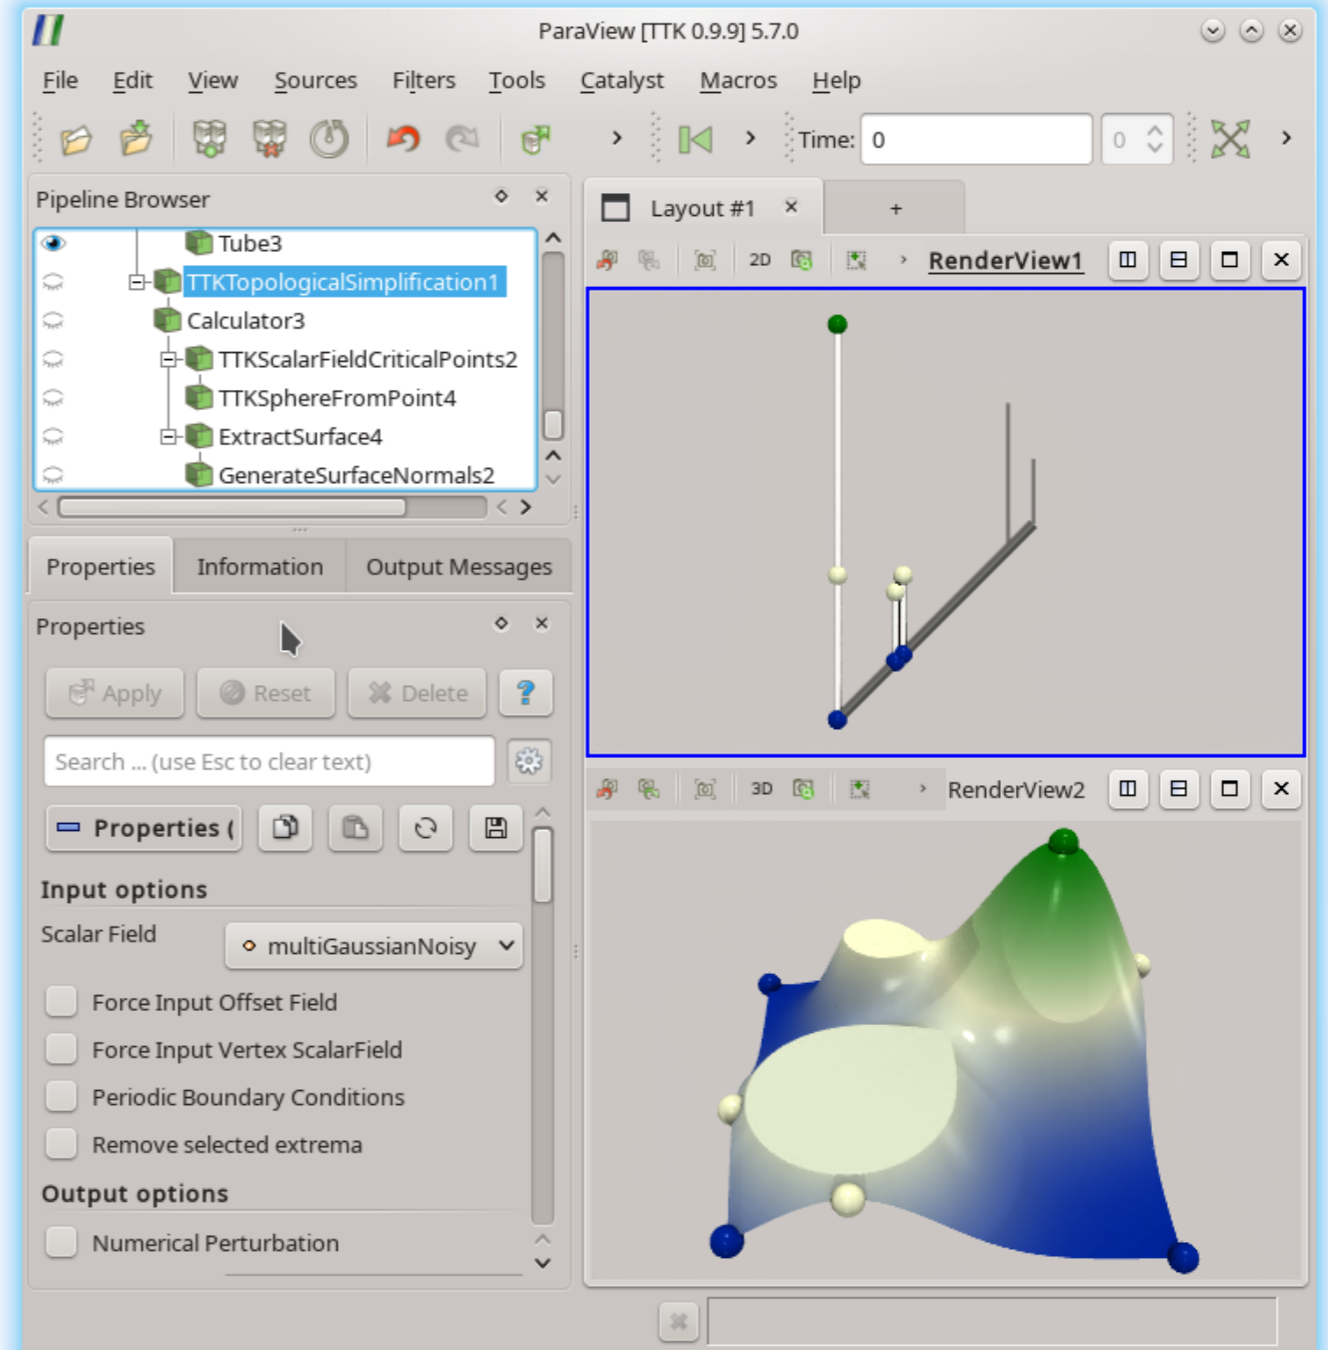 ParaView [TTK 0.9.9] 5.7.0
File Edit View Sources Filters Tools Catalyst Macros Help
Time: 0 0
Pipeline Browser
Tube3
TTKTopologicalSimplification1
Calculator3
TTKScalarFieldCriticalPoints2
TTKSphereFromPoint4
ExtractSurface4
GenerateSurfaceNormals2
Properties Information Output Messages
Properties
Apply Reset Delete ?
Search ... (use Esc to clear text)
Properties (
Input options
Scalar Field multiGaussianNoisy
Force Input Offset Field
Force Input Vertex ScalarField
Periodic Boundary Conditions
Remove selected extrema
Output options
Numerical Perturbation
Layout #1 +
2D RenderView1
3D RenderView2